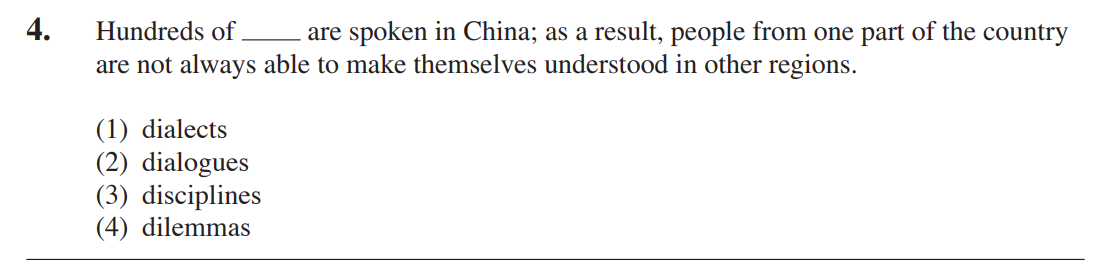 4. Hundreds of _____ are spoken in China; as a result, people from one part of the country
are not always able to make themselves understood in other regions.
(1) dialects
(2) dialogues
(3) disciplines
(4) dilemmas